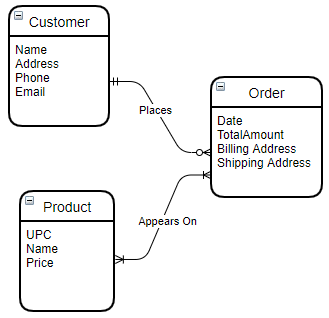 Customer
Name
Address
Phone
Email
Places
Order
Date
TotalAmount
Billing Address
Shipping Address
Product
UPC
Name
Price
Appears On